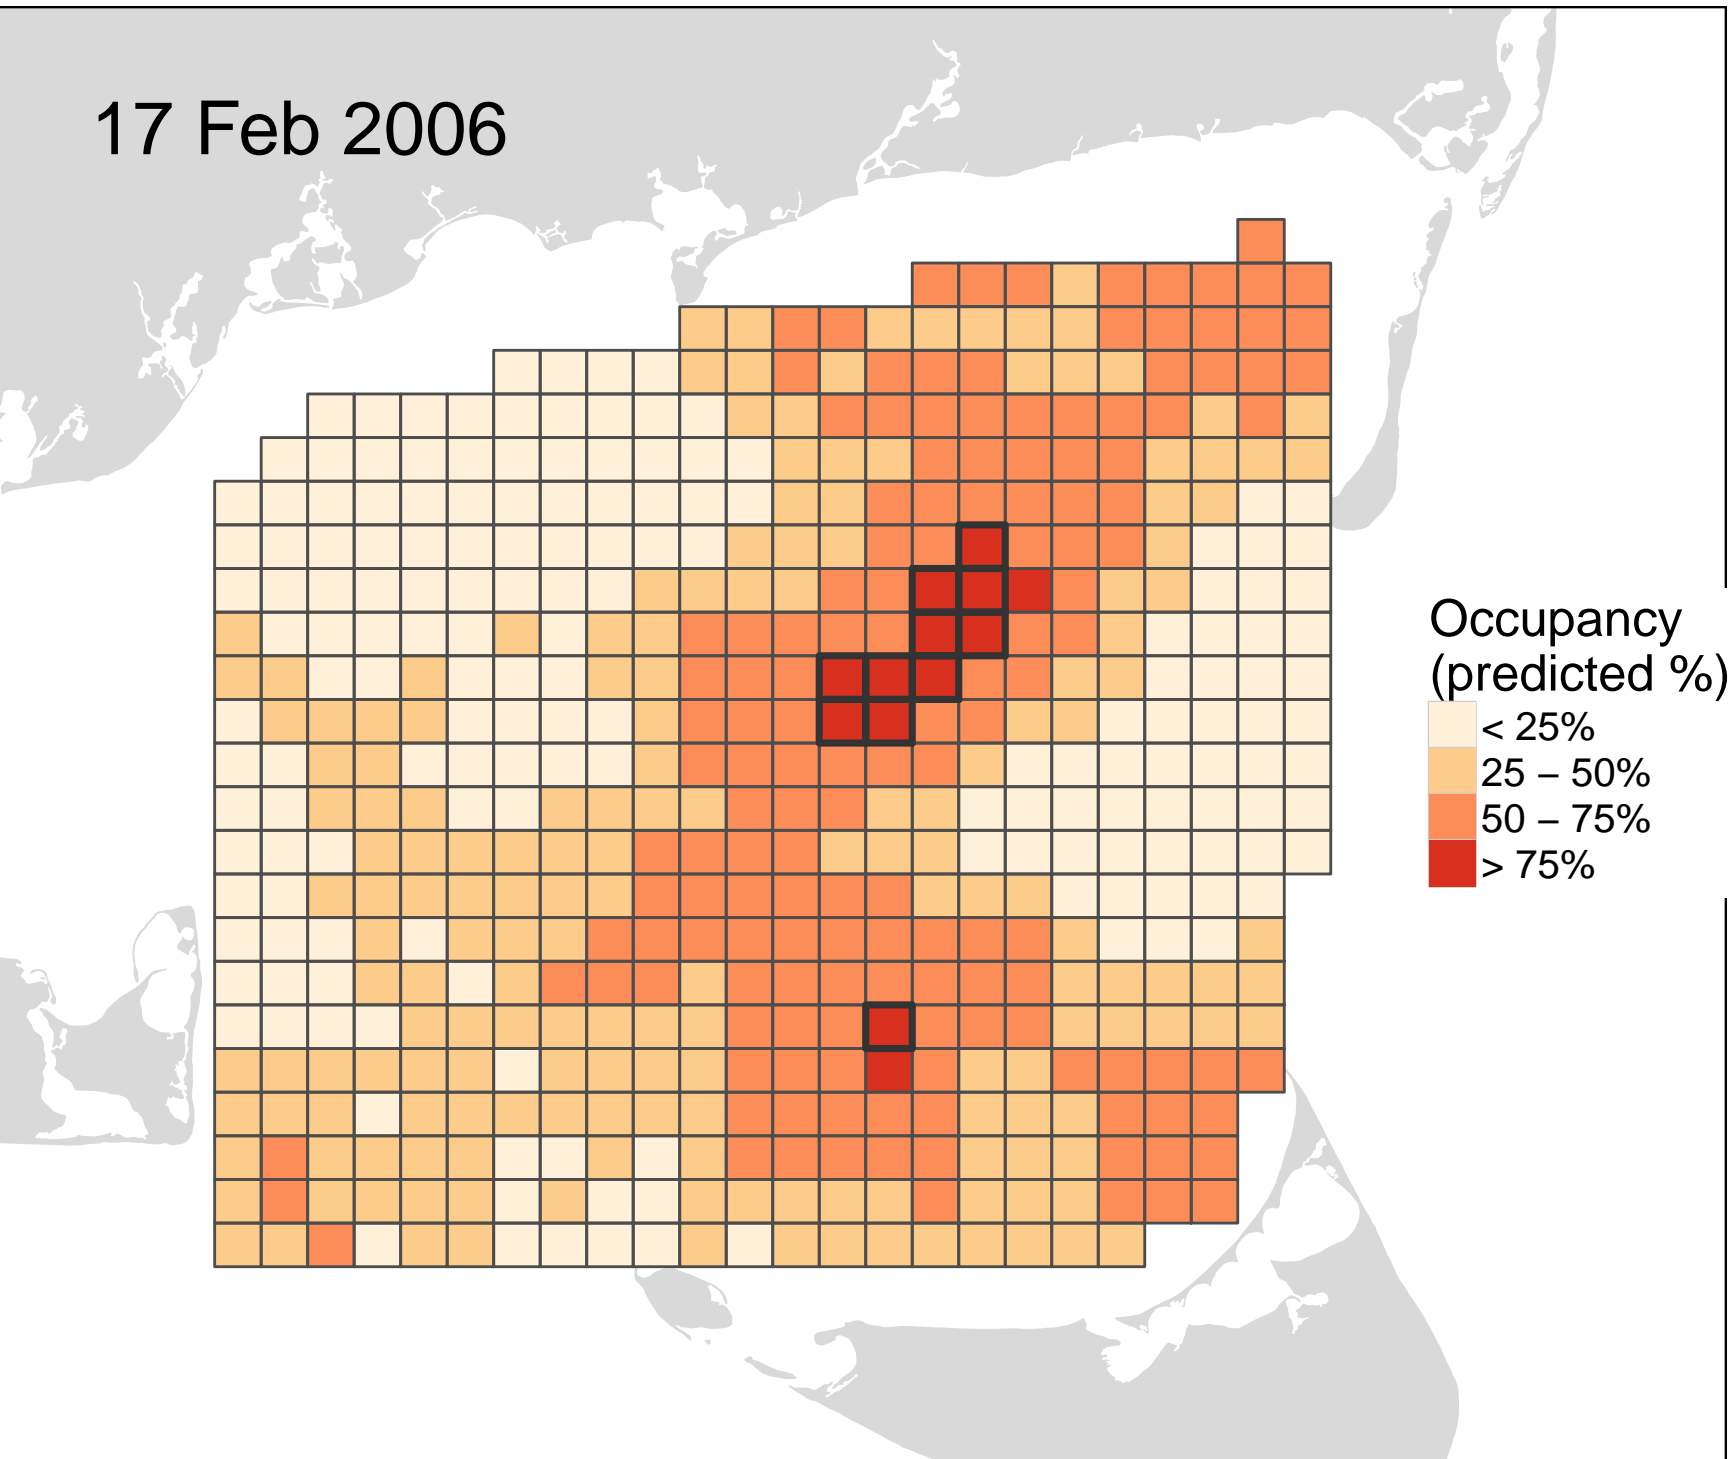 17 Feb 2006
Occupancy
(predicted %)
< 25%
25 – 50%
50 – 75%
> 75%